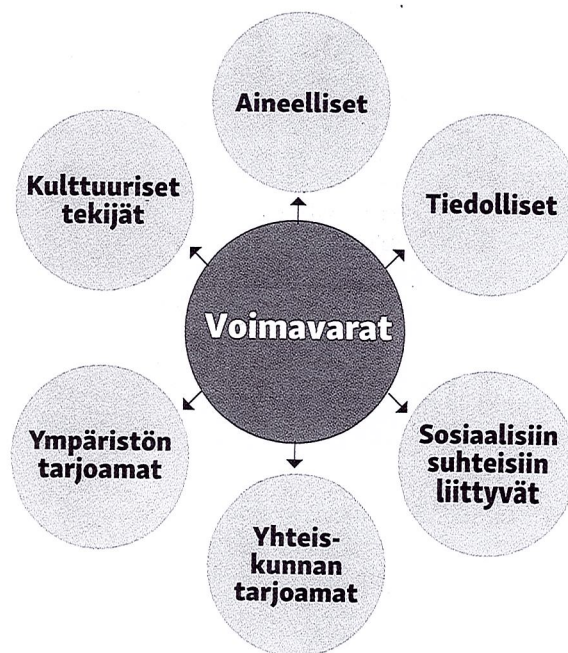 Aineelliset
Kulttuuriset
tekijät
Tiedolliset
Voimavarat
Ympäristön
tarjoamat
Sosiaalisiin
suhteisiin
liittyvät
Yhteis-
kunnan
tarjoamat